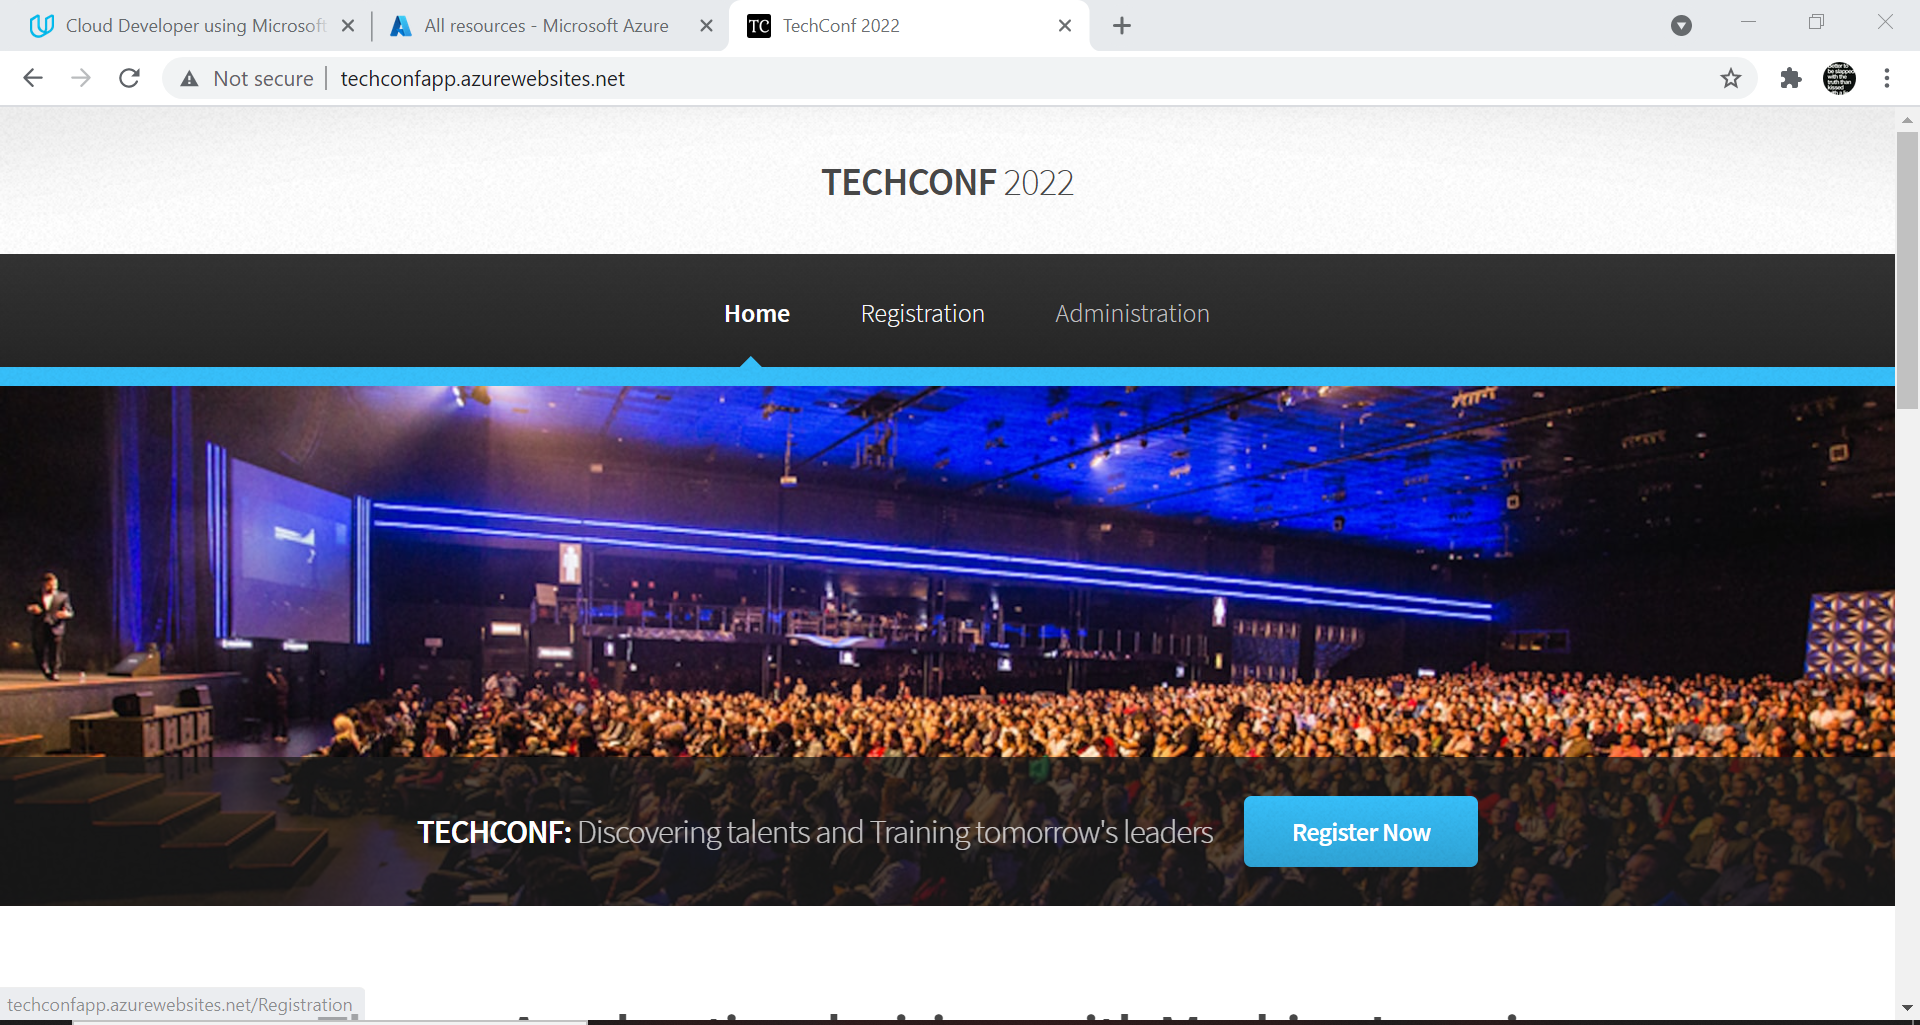 Cloud Developer using Microsoft
All resources - Microsoft Azure
TC TechConf 2022
Not secure techconfapp.azurewebsites.net
TECHCONF 2022
Home
Registration
Administration
TECHCONF: Discovering talents and Training tomorrow's leaders
Register Now
techconfapp.azurewebsites.net/Registration